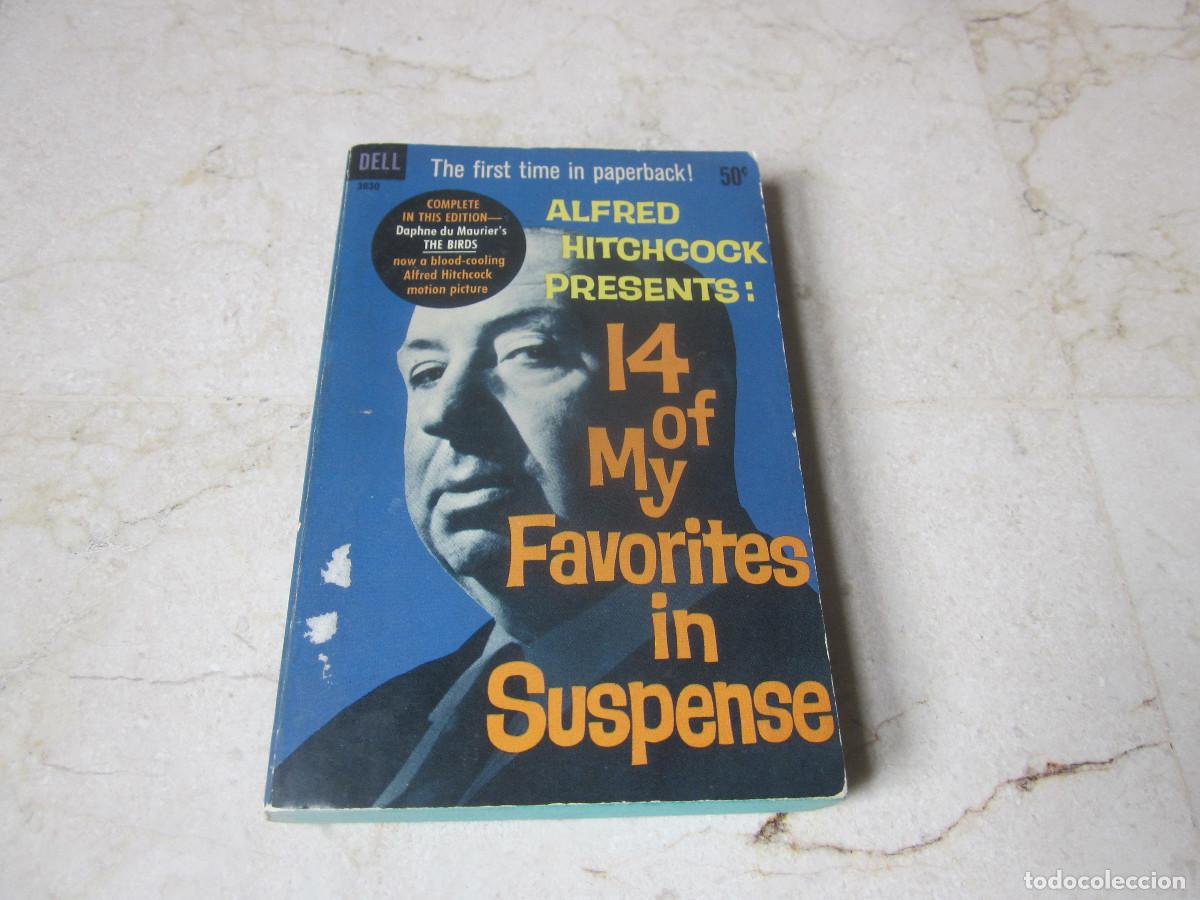 DELL
3630
The first time in paperback!
50¢
COMPLETE
IN THIS EDITION—
Daphne du Maurier's
THE BIRDS
now a blood-cooling
Alfred Hitchcock
motion picture
ALFRED
HITCHCOCK
PRESENTS:
14
of
My
Favorites
in
Suspense
todocoleccion